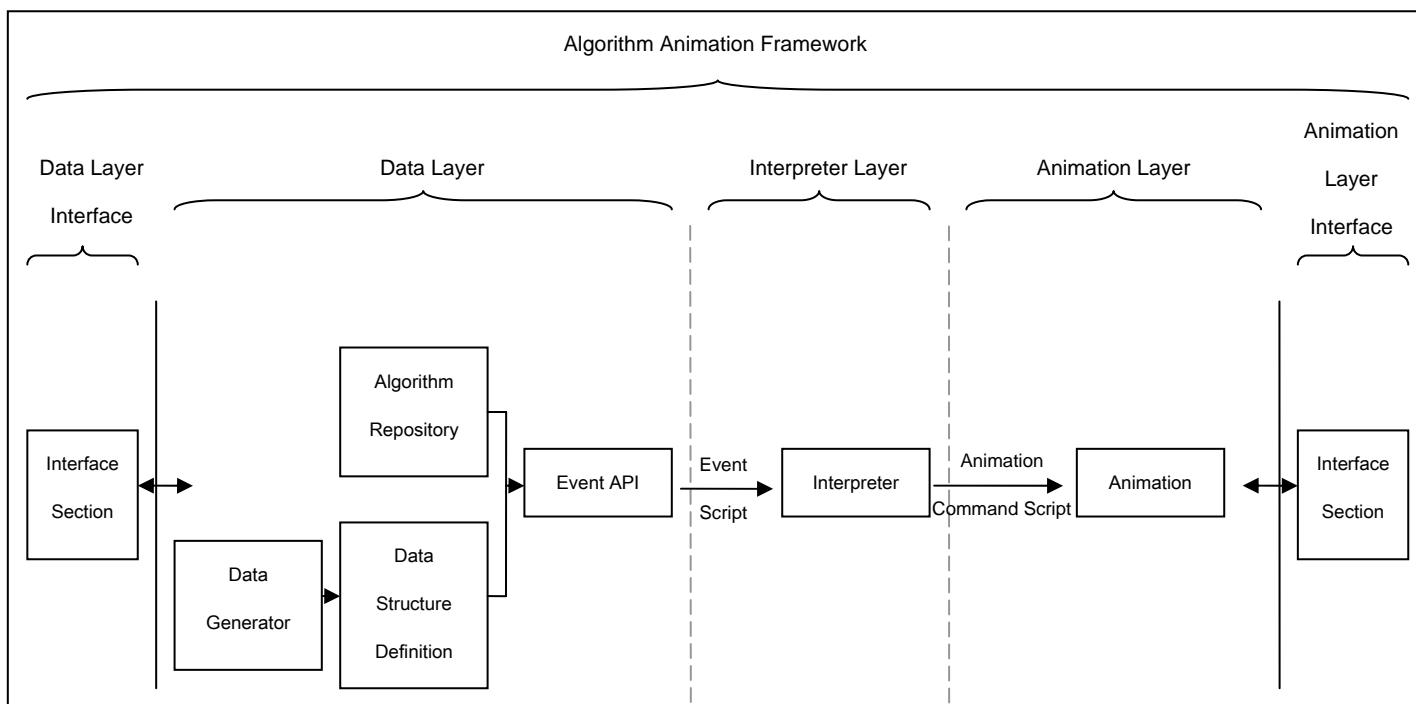 Algorithm Animation Framework
Data Layer
Interface
Data Layer
Interpreter Layer
Animation Layer
Animation
Layer
Interface
Interface
Section
Data
Generator
Algorithm
Repository
Data
Structure
Definition
Event API
Event
Script
Interpreter
Animation
Command Script
Animation
Interface
Section